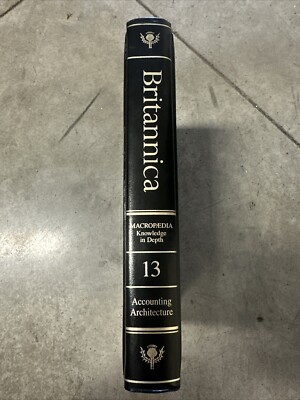 Britannica
MACROPÆDIA
Knowledge
in Depth
13
Accounting
Architecture